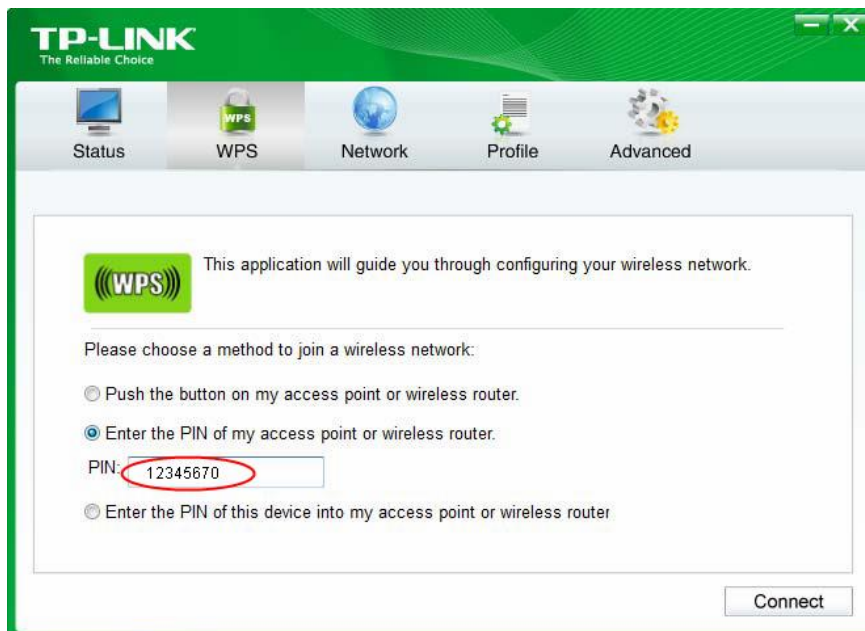 TP-LINK
The Reliable Choice
Status WPS Network Profile Advanced
WPS
(((WPS)))
This application will guide you through configuring your wireless network.
Please choose a method to join a wireless network:
Push the button on my access point or wireless router.
Enter the PIN of my access point or wireless router.
PIN: 12345670
Enter the PIN of this device into my access point or wireless router
Connect